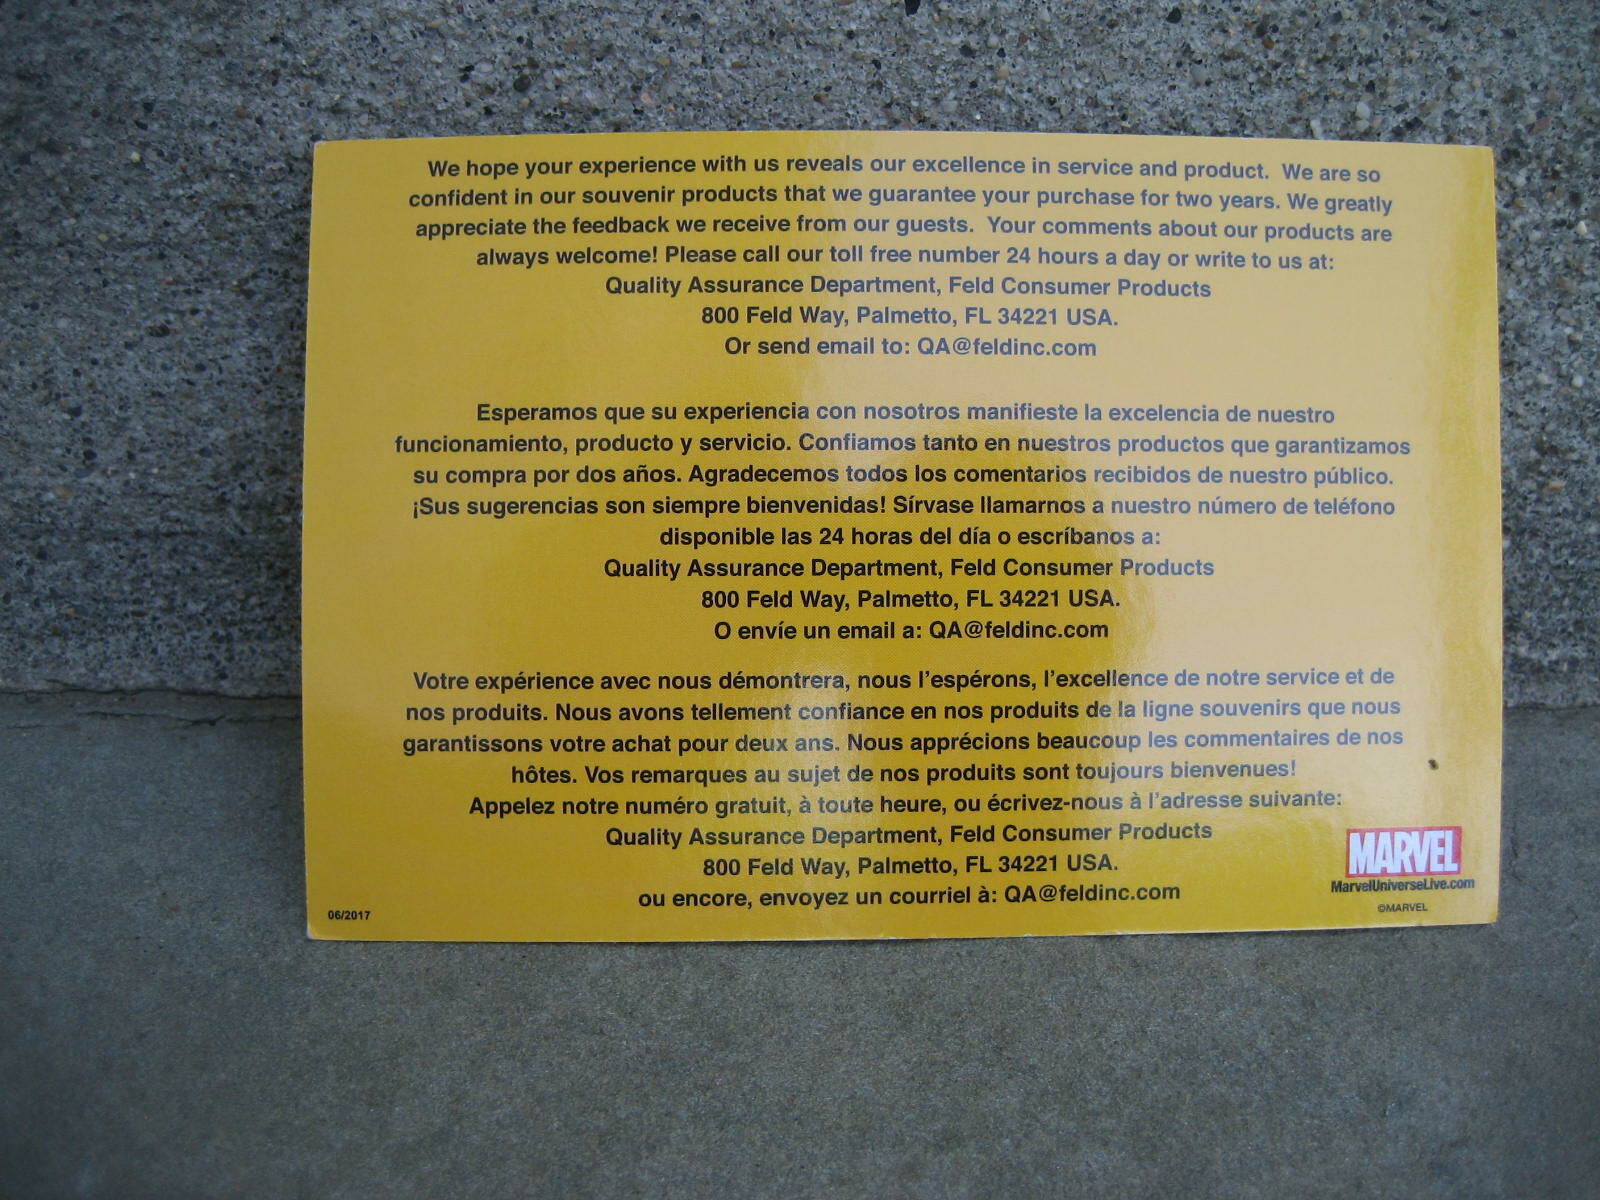 We hope your experience with us reveals our excellence in service and product. We are so
confident in our souvenir products that we guarantee your purchase for two years. We greatly
appreciate the feedback we receive from our guests. Your comments about our products are
always welcome! Please call our toll free number 24 hours a day or write to us at:
Quality Assurance Department, Feld Consumer Products
800 Feld Way, Palmetto, FL 34221 USA.
Or send email to: QA@feldinc.com
Esperamos que su experiencia con nosotros manifieste la excelencia de nuestro
funcionamiento, producto y servicio. Confiamos tanto en nuestros productos que garantizamos
su compra por dos años. Agradecemos todos los comentarios recibidos de nuestro público.
¡Sus sugerencias son siempre bienvenidas! Sírvase llamarnos a nuestro número de teléfono
disponible las 24 horas del día o escríbanos a:
Quality Assurance Department, Feld Consumer Products
800 Feld Way, Palmetto, FL 34221 USA.
O envíe un email a: QA@feldinc.com
Votre expérience avec nous démontrera, nous l'espérons, l'excellence de notre service et de
nos produits. Nous avons tellement confiance en nos produits de la ligne souvenirs que nous
garantissons votre achat pour deux ans. Nous apprécions beaucoup les commentaires de nos
hôtes. Vos remarques au sujet de nos produits sont toujours bienvenues!
Appelez notre numéro gratuit, à toute heure, ou écrivez-nous à l'adresse suivante:
Quality Assurance Department, Feld Consumer Products
800 Feld Way, Palmetto, FL 34221 USA.
ou encore, envoyez un courriel à: QA@feldinc.com
06/2017
MARVEL
MarvelUniverseLive.com
©MARVEL